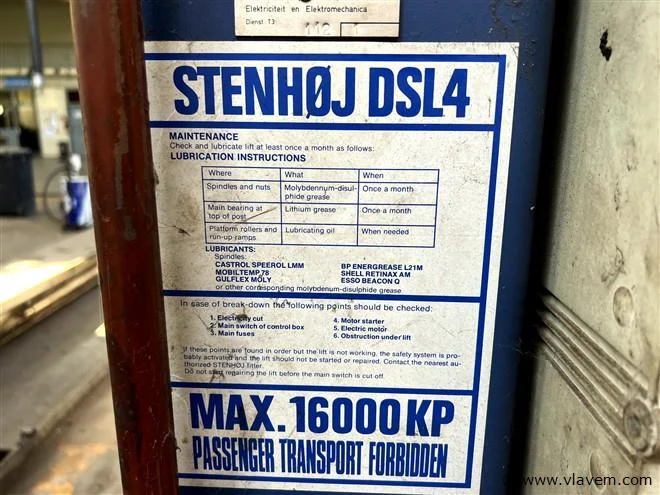 Elektriciteit en Elektromechanica
Dienst T3
112 1
STENHØJ DSL4
MAINTENANCE
Check and lubricate lift at least once a month as follows:
LUBRICATION INSTRUCTIONS
Where What When
Spindles and nuts Molybdennum-disul-phide grease Once a month
Main bearing at top of post Lithium grease Once a month
Platform rollers and run-up ramps Lubricating oil When needed
LUBRICANTS:
Spindles:
CASTROL SPEEROL LMM BP ENERGREASE L21M
MOBILTEMP 78 SHELL RETINAX AM
GULFLEX MOLY ESSO BEACON Q
or other corresponding molybdenum-disulphide grease
In case of break-down the following points should be checked:
1. Electricity cut 4. Motor starter
2. Main switch of control box 5. Electric motor
3. Main fuses 6. Obstruction under lift
If these points are found in order but the lift is not working, the safety system is pro-
bably activated and the lift should not be started or repaired. Contact the nearest au-
thorized STENHØJ fitter.
Do not start repairing the lift before the main switch is cut off.
MAX. 16000 KP
PASSENGER TRANSPORT FORBIDDEN
www.vlavem.com